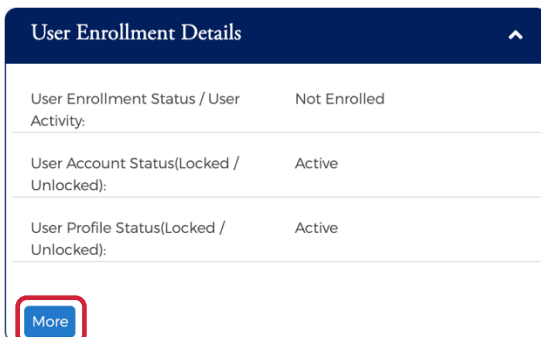 User Enrollment Details
User Enrollment Status / User Not Enrolled
Activity:
User Account Status(Locked / Active
Unlocked):
User Profile Status(Locked / Active
Unlocked):
More